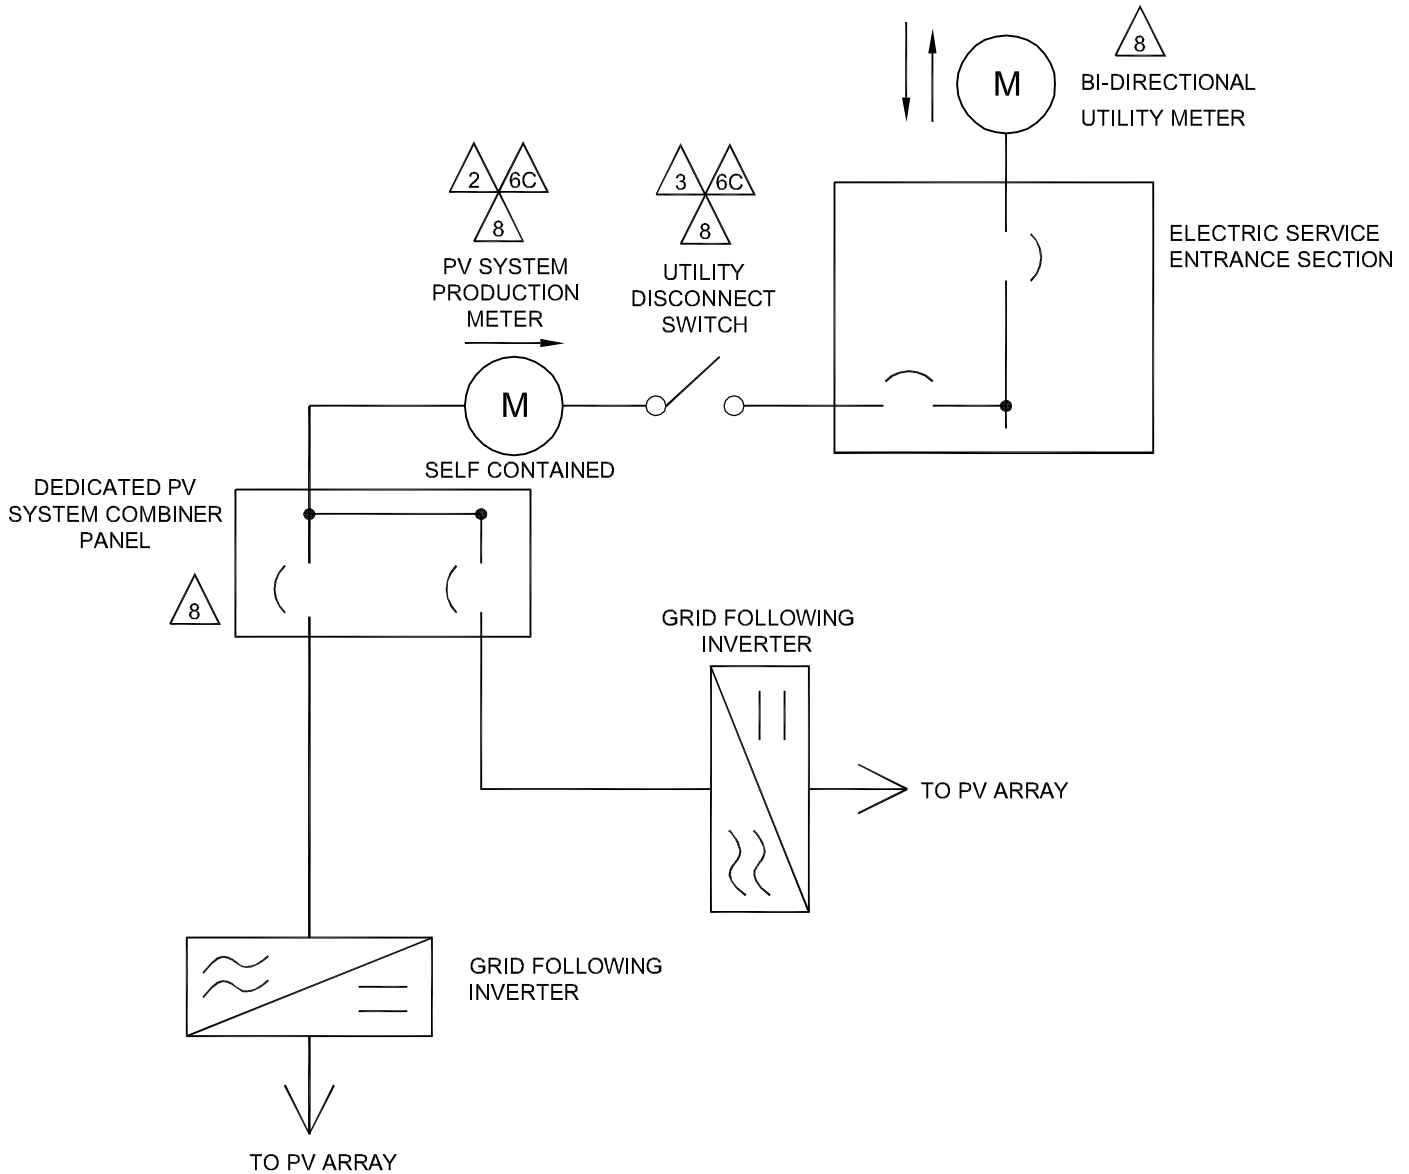 8
M
BI-DIRECTIONAL
UTILITY METER
2 6C
8
3 6C
8
ELECTRIC SERVICE
ENTRANCE SECTION
PV SYSTEM
PRODUCTION
METER
UTILITY
DISCONNECT
SWITCH
M
SELF CONTAINED
DEDICATED PV
SYSTEM COMBINER
PANEL
8
GRID FOLLOWING
INVERTER
TO PV ARRAY
GRID FOLLOWING
INVERTER
TO PV ARRAY